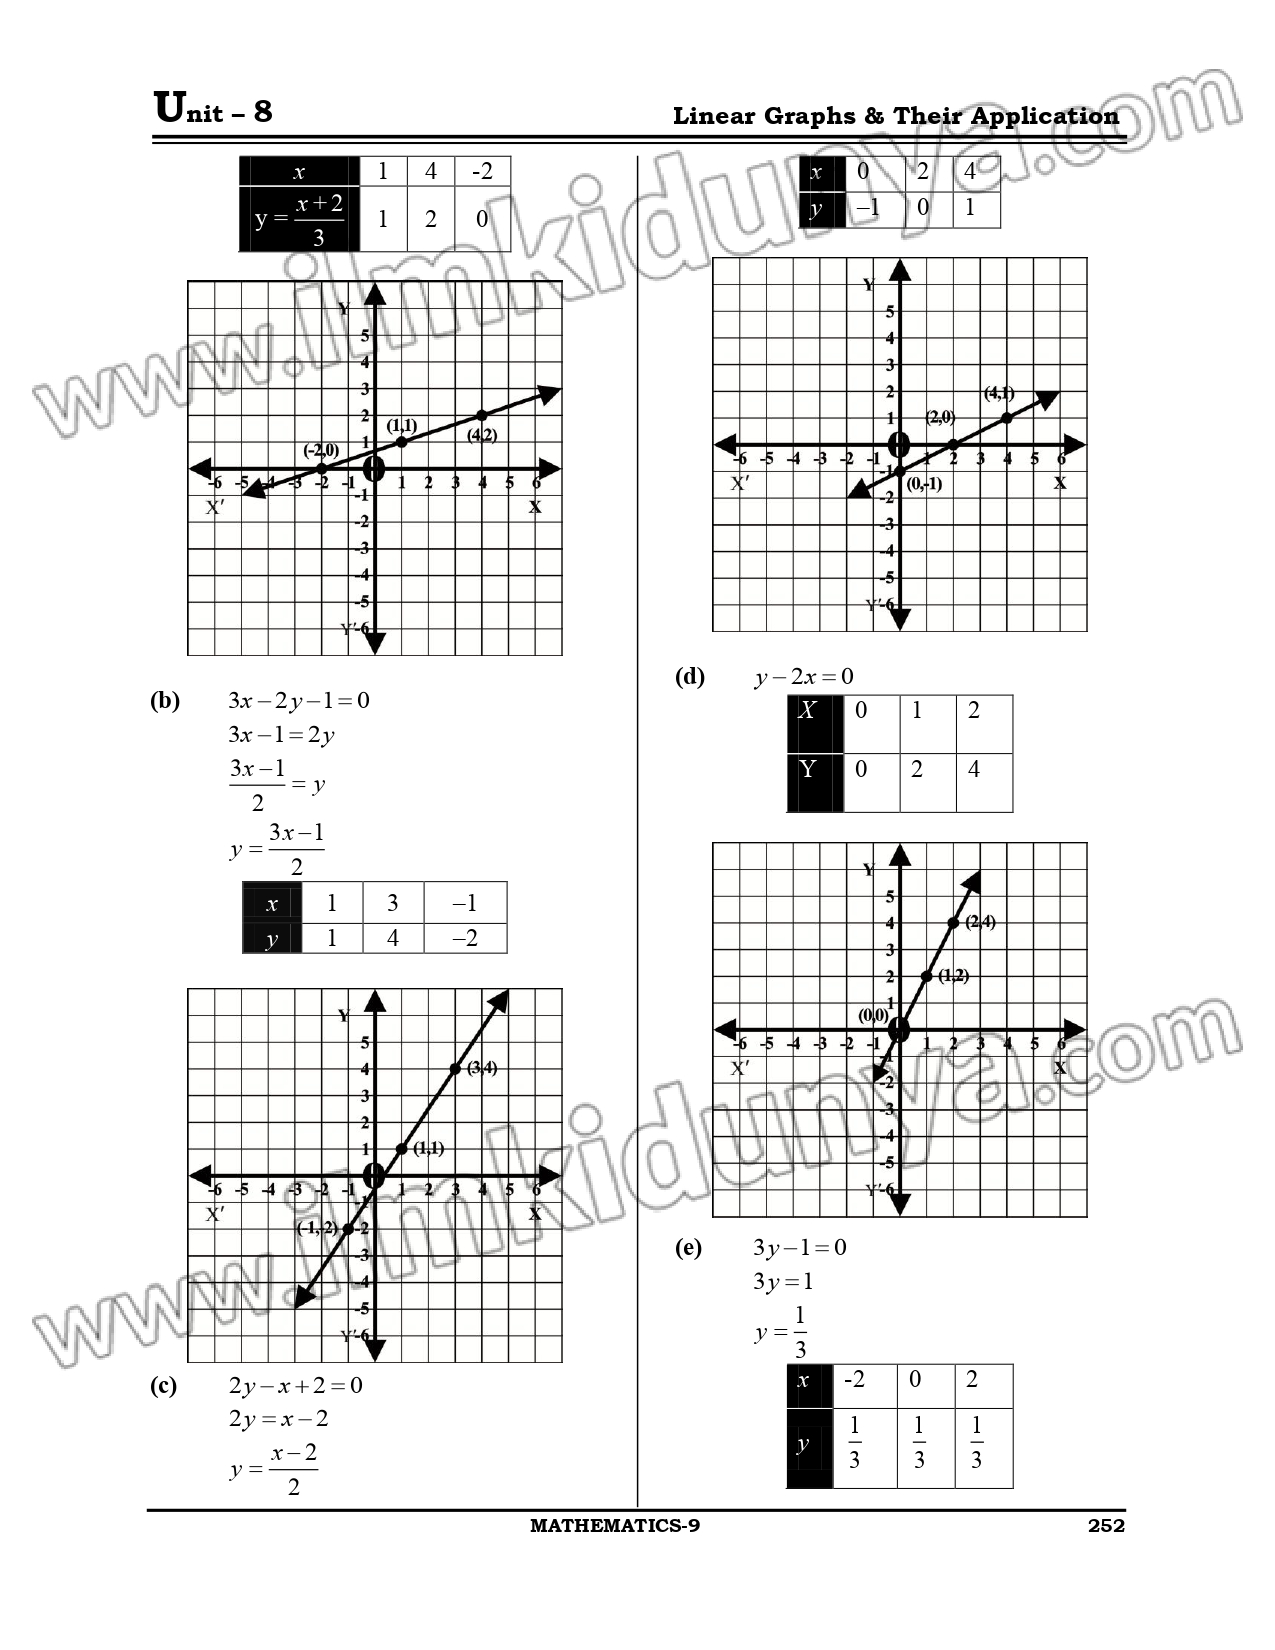 Unit – 8
Linear Graphs & Their Application
x 1 4 -2
y = x+2/3 1 2 0
Y
5
4
3
2
1
(-2,0) (1,1) (4,2)
O
-6 -5 -4 -3 -2 -1 1 2 3 4 5 6
X′ X
-1
-2
-3
-4
-5
Y′ -6
(b) 3x – 2y – 1 = 0
3x – 1 = 2y
3x – 1/2 = y
y = 3x – 1/2
x 1 3 –1
y 1 4 –2
Y
5
4 (3,4)
3
2
1 (1,1)
O
-6 -5 -4 -3 -2 -1 1 2 3 4 5 6
X′ X
-1
(-1,-2) -2
-3
-4
-5
Y′ -6
(c) 2y – x + 2 = 0
2y = x – 2
y = x – 2/2
x 0 2 4
y –1 0 1
Y
5
4
3
2 (4,1)
1 (2,0)
O
-6 -5 -4 -3 -2 -1 1 2 3 4 5 6
X′ X
-1 (0,-1)
-2
-3
-4
-5
Y′ -6
(d) y – 2x = 0
X 0 1 2
Y 0 2 4
Y
5
4 (2,4)
3
2 (1,2)
1
(0,0) O
-6 -5 -4 -3 -2 -1 1 2 3 4 5 6
X′ X
-1
-2
-3
-4
-5
Y′ -6
(e) 3y – 1 = 0
3y = 1
y = 1/3
x -2 0 2
y 1/3 1/3 1/3
MATHEMATICS-9
252
www.ilmkidunya.com
www.ilmkidunya.com